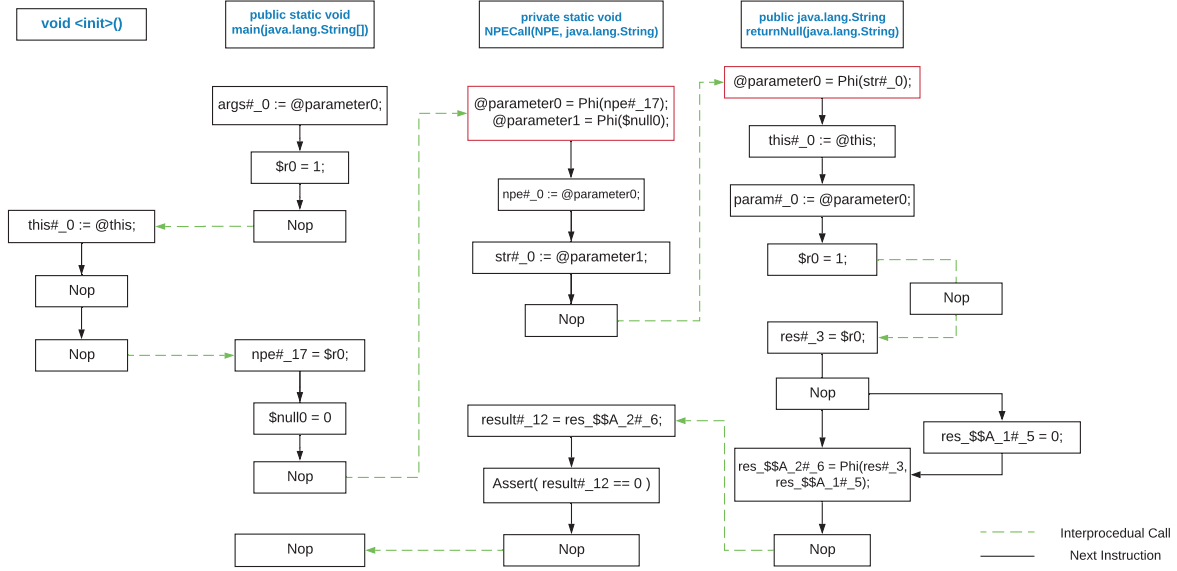 void <init>()
public static void
main(java.lang.String[])
private static void
NPECall(NPE, java.lang.String)
public java.lang.String
returnNull(java.lang.String)
this#_0 := @this;
Nop
Nop
args#_0 := @parameter0;
$r0 = 1;
Nop
npe#_17 = $r0;
$null0 = 0
Nop
Nop
@parameter0 = Phi(npe#_17);
@parameter1 = Phi($null0);
npe#_0 := @parameter0;
str#_0 := @parameter1;
Nop
result#_12 = res_$$A_2#_6;
Assert( result#_12 == 0 )
Nop
@parameter0 = Phi(str#_0);
this#_0 := @this;
param#_0 := @parameter0;
$r0 = 1;
Nop
res#_3 = $r0;
Nop
res_$$A_1#_5 = 0;
res_$$A_2#_6 = Phi(res#_3,
res_$$A_1#_5);
Nop
Interprocedual Call
Next Instruction